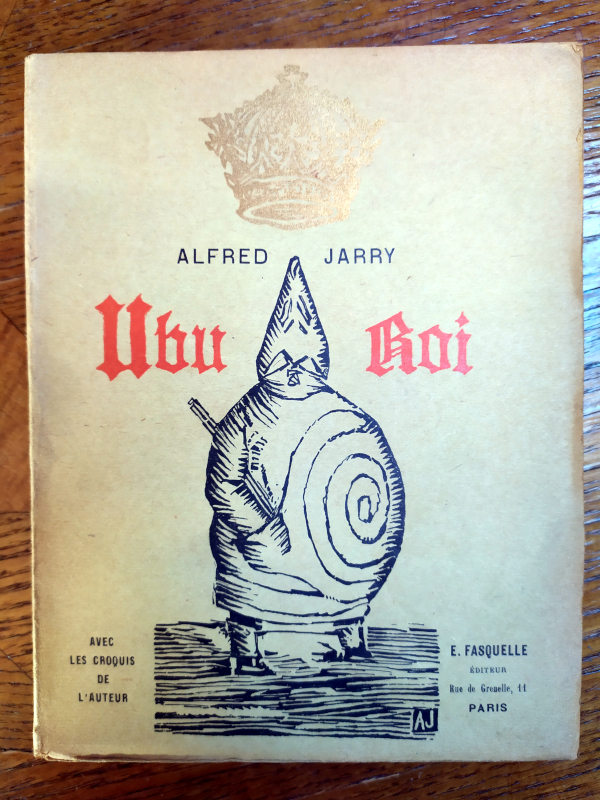 ALFRED JARRY
Ubu Roi
AVEC
LES CROQUIS
DE
L'AUTEUR
E. FASQUELLE
ÉDITEUR
Rue de Grenelle, 11
PARIS
AJ